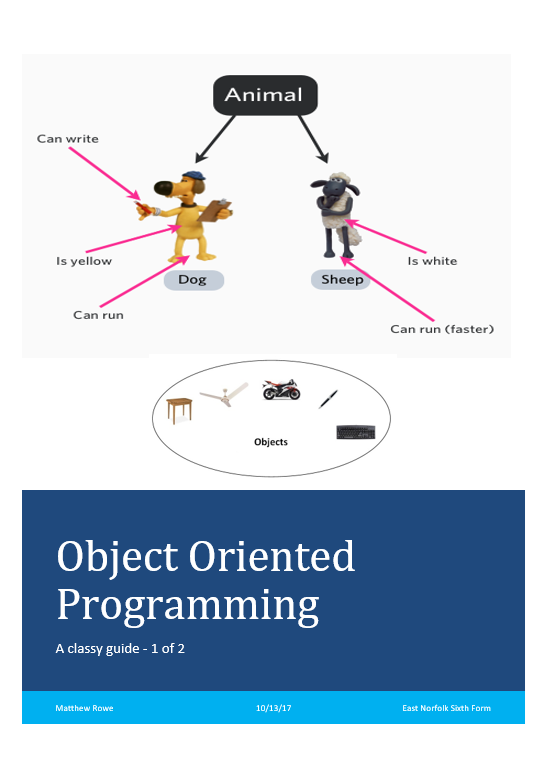 Animal
Can write
Is yellow
Is white
Dog
Sheep
Can run
Can run (faster)
Objects
Object Oriented
Programming
A classy guide - 1 of 2
Matthew Rowe
10/13/17
East Norfolk Sixth Form